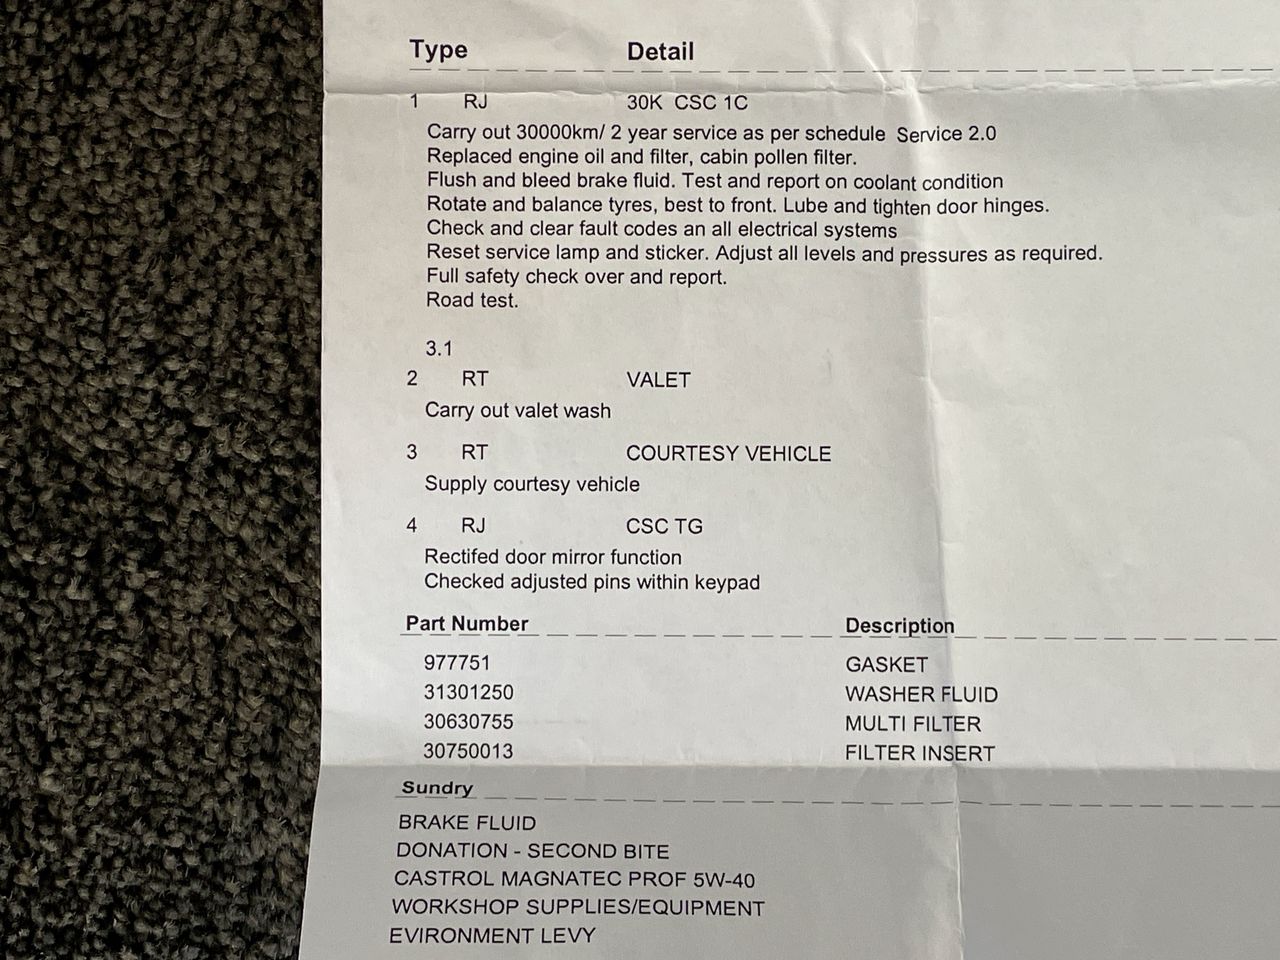 Type Detail
1 RJ 30K CSC 1C
Carry out 30000km/ 2 year service as per schedule Service 2.0
Replaced engine oil and filter, cabin pollen filter.
Flush and bleed brake fluid. Test and report on coolant condition
Rotate and balance tyres, best to front. Lube and tighten door hinges.
Check and clear fault codes an all electrical systems
Reset service lamp and sticker. Adjust all levels and pressures as required.
Full safety check over and report.
Road test.
3.1
2 RT VALET
Carry out valet wash
3 RT COURTESY VEHICLE
Supply courtesy vehicle
4 RJ CSC TG
Rectifed door mirror function
Checked adjusted pins within keypad
Part Number Description
977751 GASKET
31301250 WASHER FLUID
30630755 MULTI FILTER
30750013 FILTER INSERT
Sundry
BRAKE FLUID
DONATION - SECOND BITE
CASTROL MAGNATEC PROF 5W-40
WORKSHOP SUPPLIES/EQUIPMENT
EVIRONMENT LEVY